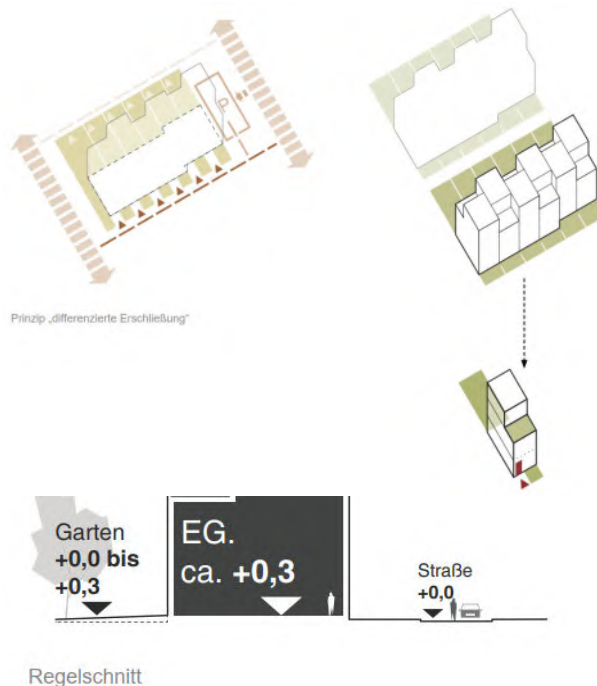 P
Prinzip „differenzierte Erschließung“
Garten
+0,0 bis
+0,3
EG.
ca. +0,3
Straße
+0,0
Regelschnitt